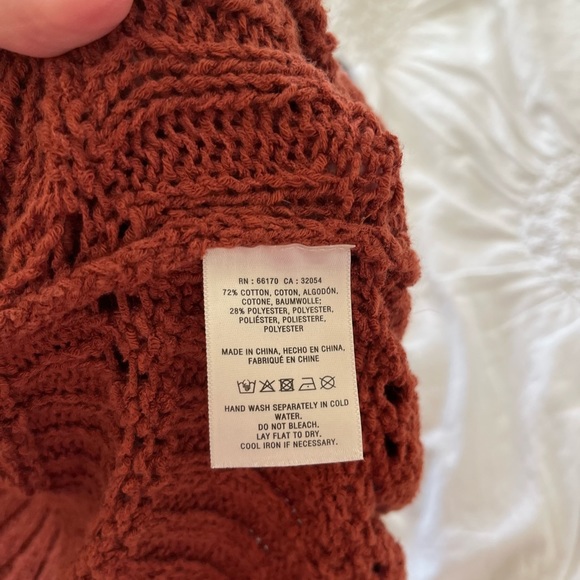 RN : 66170 CA : 32054
72% COTTON, COTON, ALGODÓN.
COTONE, BAUMWOLLE;
28% POLYESTER, POLYESTER,
POLIÉSTER, POLIESTERE,
POLYESTER
MADE IN CHINA, HECHO EN CHINA.
FABRIQUÉ EN CHINE
HAND WASH SEPARATELY IN COLD
WATER.
DO NOT BLEACH.
LAY FLAT TO DRY.
COOL IRON IF NECESSARY.